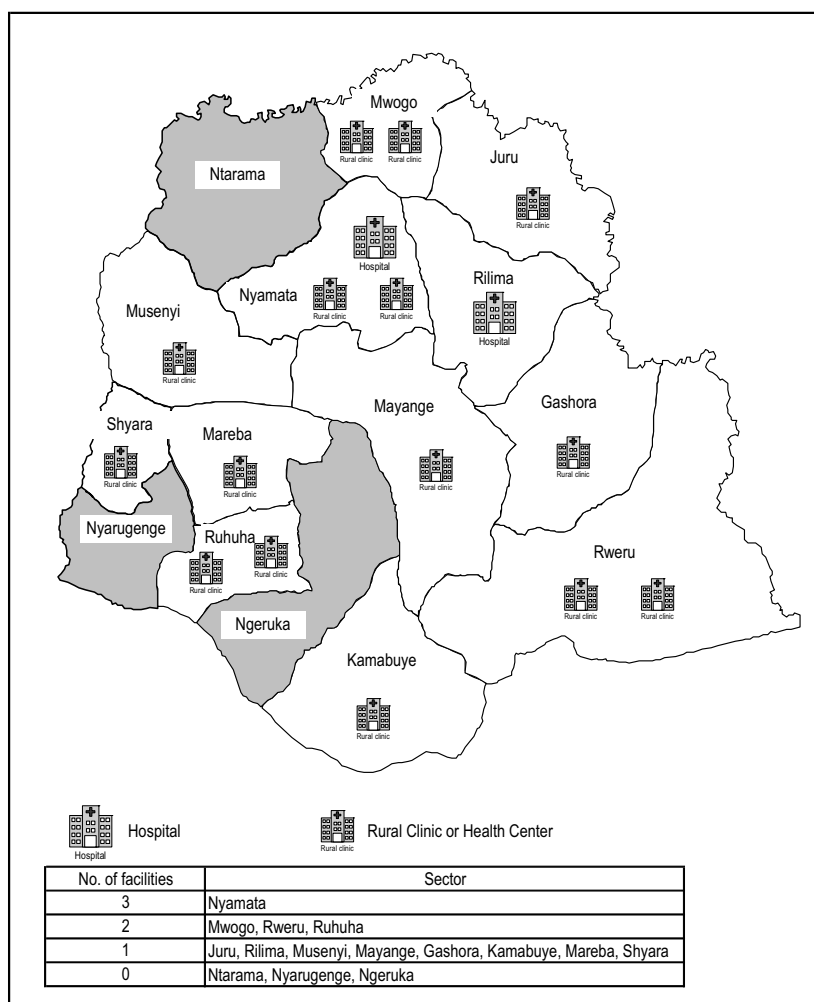 Mwogo
Rural clinic Rural clinic
Juru
Rural clinic
Ntarama
Hospital
Nyamata
Rural clinic Rural clinic
Rilima
Hospital
Musenyi
Rural clinic
Mayange
Rural clinic
Gashora
Rural clinic
Shyara
Rural clinic
Mareba
Rural clinic
Nyarugenge
Ruhuha
Rural clinic Rural clinic
Rweru
Rural clinic Rural clinic
Ngeruka
Kamabuye
Rural clinic
Hospital
Hospital
Rural clinic
Rural Clinic or Health Center
No. of facilities Sector
3 Nyamata
2 Mwogo, Rweru, Ruhuha
1 Juru, Rilima, Musenyi, Mayange, Gashora, Kamabuye, Mareba, Shyara
0 Ntarama, Nyarugenge, Ngeruka